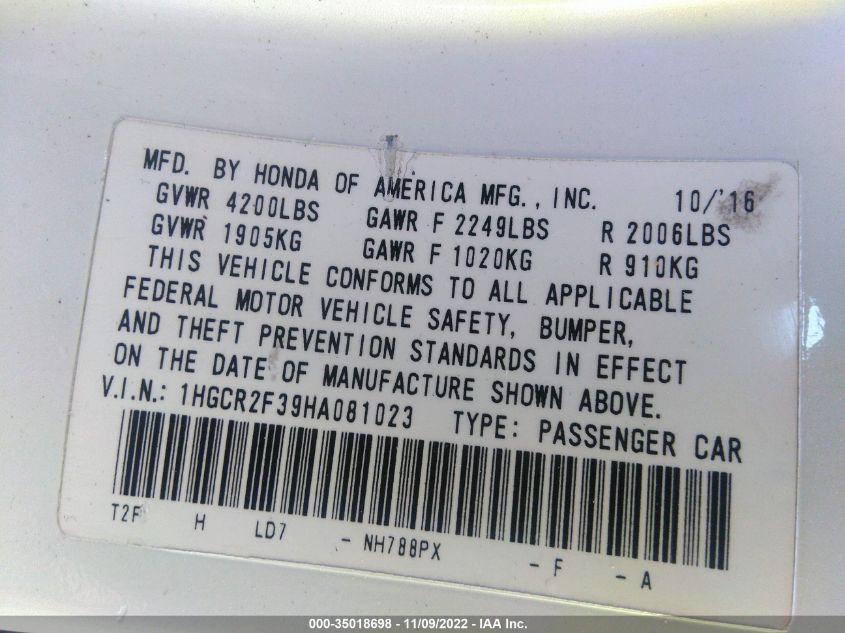 MFD. BY HONDA OF AMERICA MFG., INC. 10/'16
GVWR 4200LBS GAWR F 2249LBS R 2006LBS
GVWR 1905KG GAWR F 1020KG R 910KG
THIS VEHICLE CONFORMS TO ALL APPLICABLE
FEDERAL MOTOR VEHICLE SAFETY, BUMPER,
AND THEFT PREVENTION STANDARDS IN EFFECT
ON THE DATE OF MANUFACTURE SHOWN ABOVE.
V.I.N.: 1HGCR2F39HA081023 TYPE: PASSENGER CAR
T2F H LD7 - NH788PX - F - A
000-35018698 - 11/09/2022 - IAA Inc.